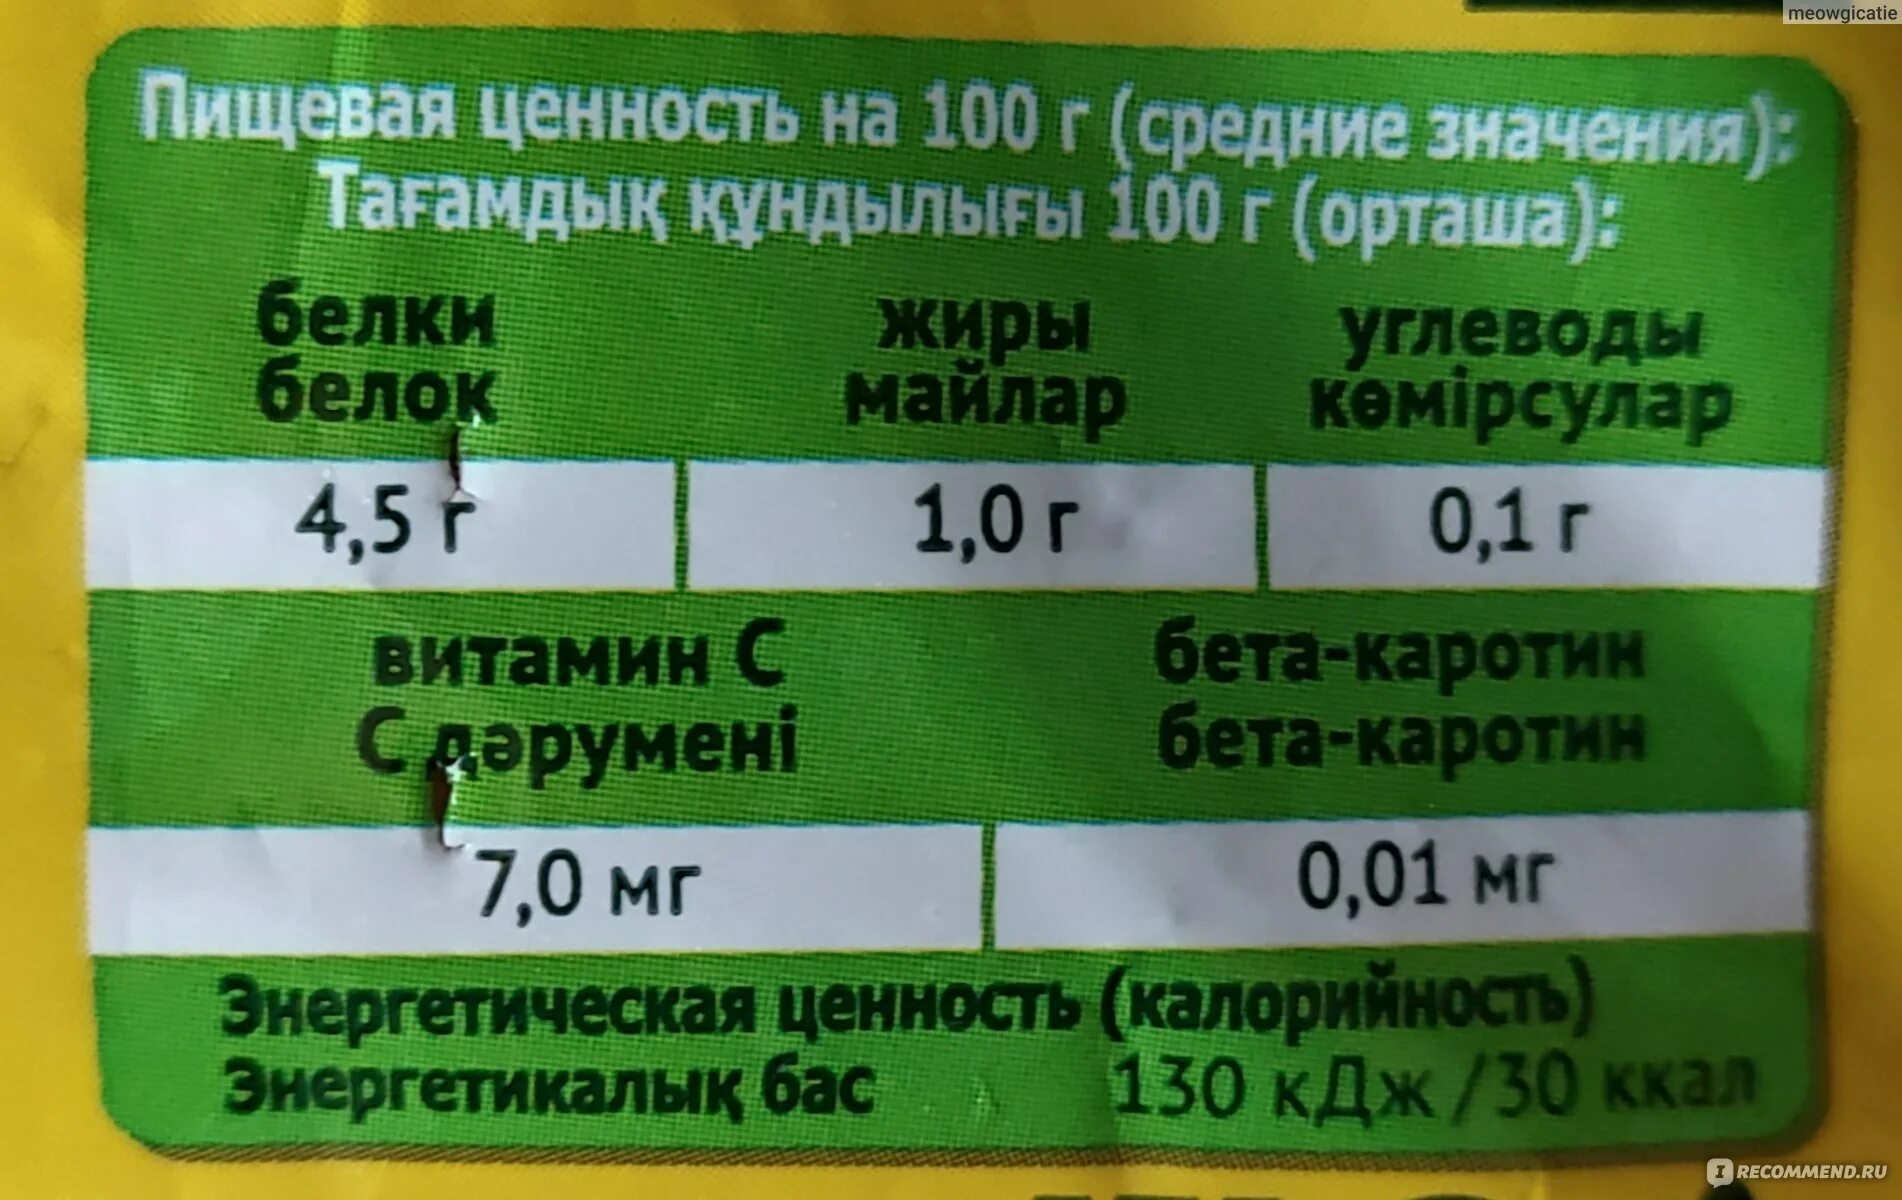 meowgicatie
Пищевая ценность на 100 г (средние значения):
Тағамдық құндылығы 100 г (орташа):
белки жиры углеводы
белок майлар көмірсулар
4,5 г 1,0 г 0,1 г
витамин С бета-каротин
С дәрумені бета-каротин
7,0 мг 0,01 мг
Энергетическая ценность (калорийность)
Энергетикалық бас 130 кДж /30 ккал
RECOMMEND.RU